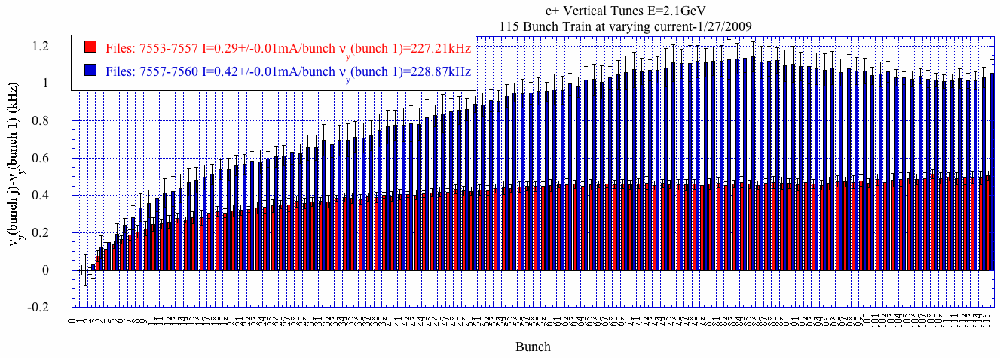 e+ Vertical Tunes E=2.1GeV
115 Bunch Train at varying current-1/27/2009
Files: 7553-7557 I=0.29+/-0.01mA/bunch νy(bunch 1)=227.21kHz
Files: 7557-7560 I=0.42+/-0.01mA/bunch νy(bunch 1)=228.87kHz
νy(bunch j)-νy(bunch 1) (kHz)
1.2
1
0.8
0.6
0.4
0.2
0
-0.2
0 1 2 3 4 5 6 7 8 9 10 11 12 13 14 15 16 17 18 19 20 21 22 23 24 25 26 27 28 29 30 31 32 33 34 35 36 37 38 39 40 41 42 43 44 45 46 47 48 49 50 51 52 53 54 55 56 57 58 59 60 61 62 63 64 65 66 67 68 69 70 71 72 73 74 75 76 77 78 79 80 81 82 83 84 85 86 87 88 89 90 91 92 93 94 95 96 97 98 99 100 101 102 103 104 105 106 107 108 109 110 111 112 113 114 115
Bunch